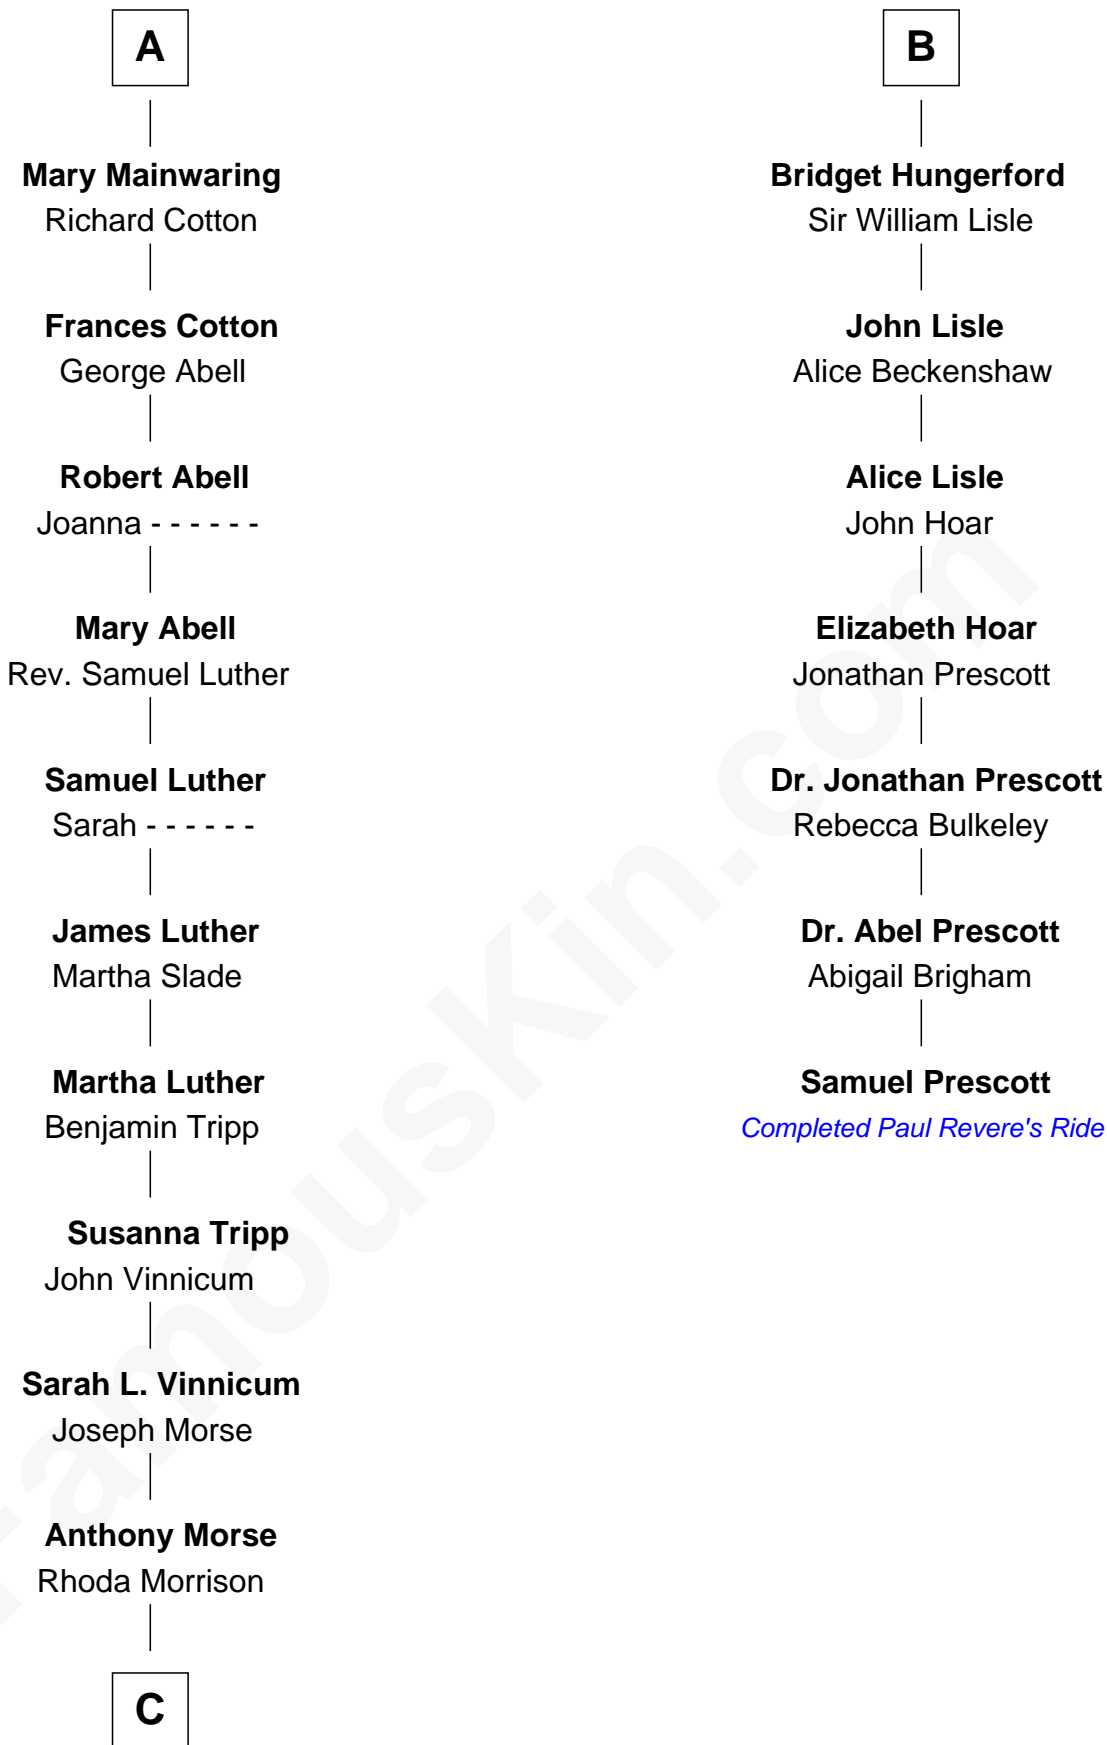 A
Mary Mainwaring
Richard Cotton
Frances Cotton
George Abell
Robert Abell
Joanna - - - - - -
Mary Abell
Rev. Samuel Luther
Samuel Luther
Sarah - - - - - -
James Luther
Martha Slade
Martha Luther
Benjamin Tripp
Susanna Tripp
John Vinnicum
Sarah L. Vinnicum
Joseph Morse
Anthony Morse
Rhoda Morrison
C
B
Bridget Hungerford
Sir William Lisle
John Lisle
Alice Beckenshaw
Alice Lisle
John Hoar
Elizabeth Hoar
Jonathan Prescott
Dr. Jonathan Prescott
Rebecca Bulkeley
Dr. Abel Prescott
Abigail Brigham
Samuel Prescott
Completed Paul Revere's Ride
FamousKin.com